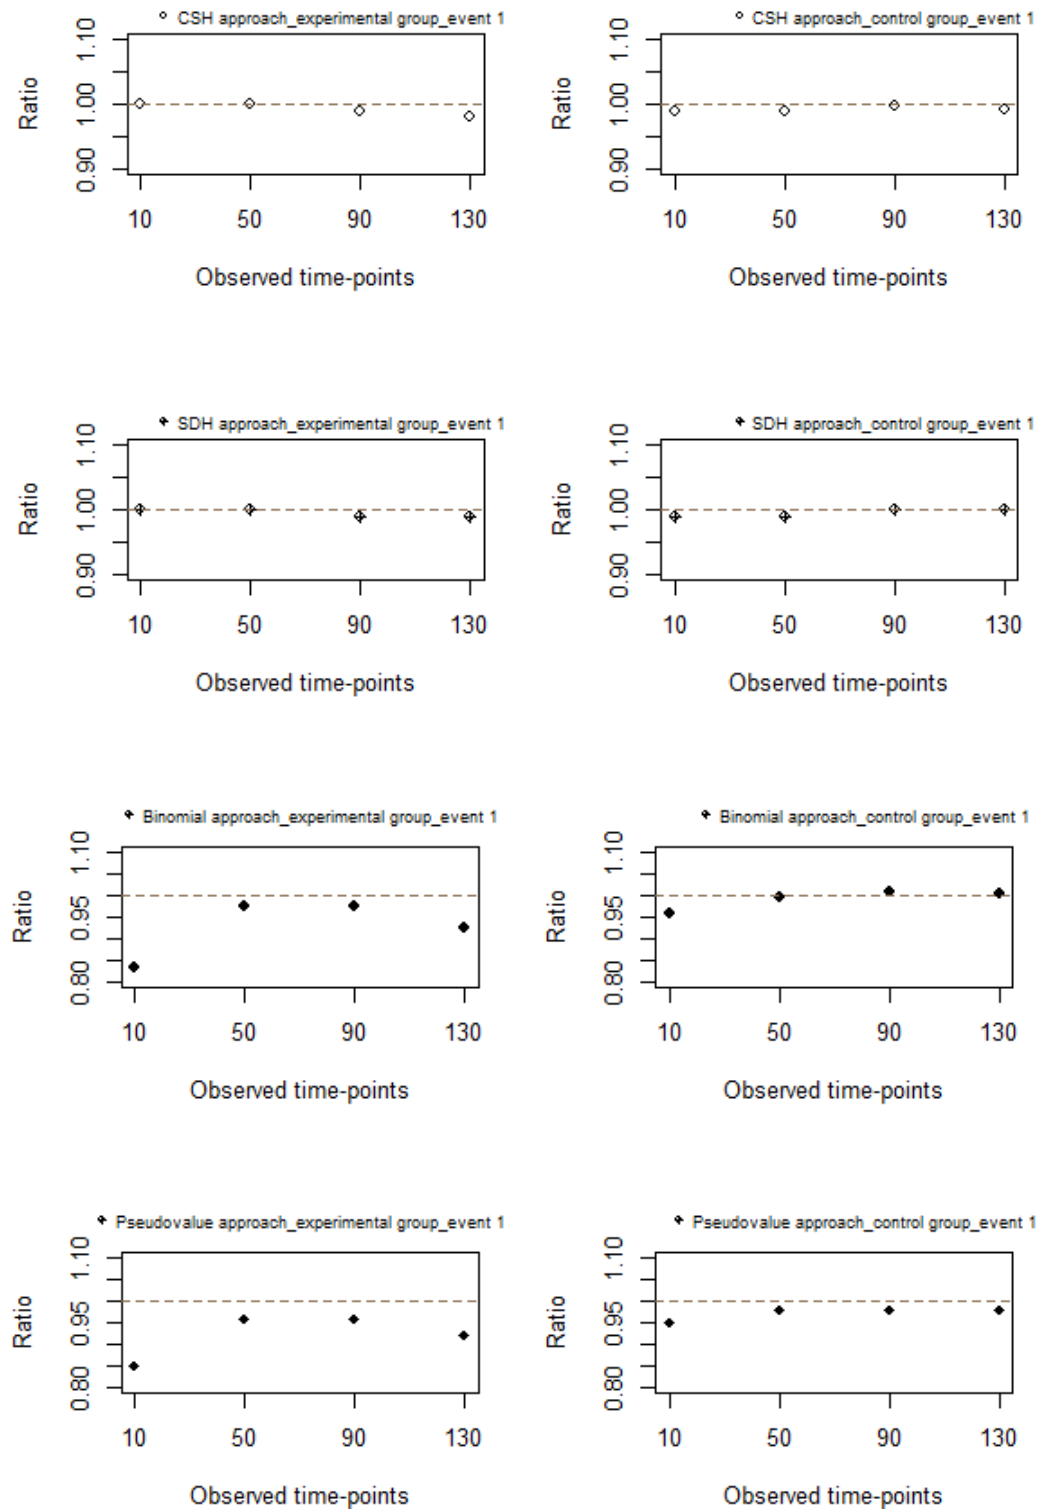 CSH approach_experimental group_event 1
Ratio
0.90 1.00 1.10
10 50 90 130
Observed time-points
CSH approach_control group_event 1
Ratio
0.90 1.00 1.10
10 50 90 130
Observed time-points
SDH approach_experimental group_event 1
Ratio
0.90 1.00 1.10
10 50 90 130
Observed time-points
SDH approach_control group_event 1
Ratio
0.90 1.00 1.10
10 50 90 130
Observed time-points
Binomial approach_experimental group_event 1
Ratio
0.80 0.95 1.10
10 50 90 130
Observed time-points
Binomial approach_control group_event 1
Ratio
0.80 0.95 1.10
10 50 90 130
Observed time-points
Pseudovalue approach_experimental group_event 1
Ratio
0.80 0.95 1.10
10 50 90 130
Observed time-points
Pseudovalue approach_control group_event 1
Ratio
0.80 0.95 1.10
10 50 90 130
Observed time-points